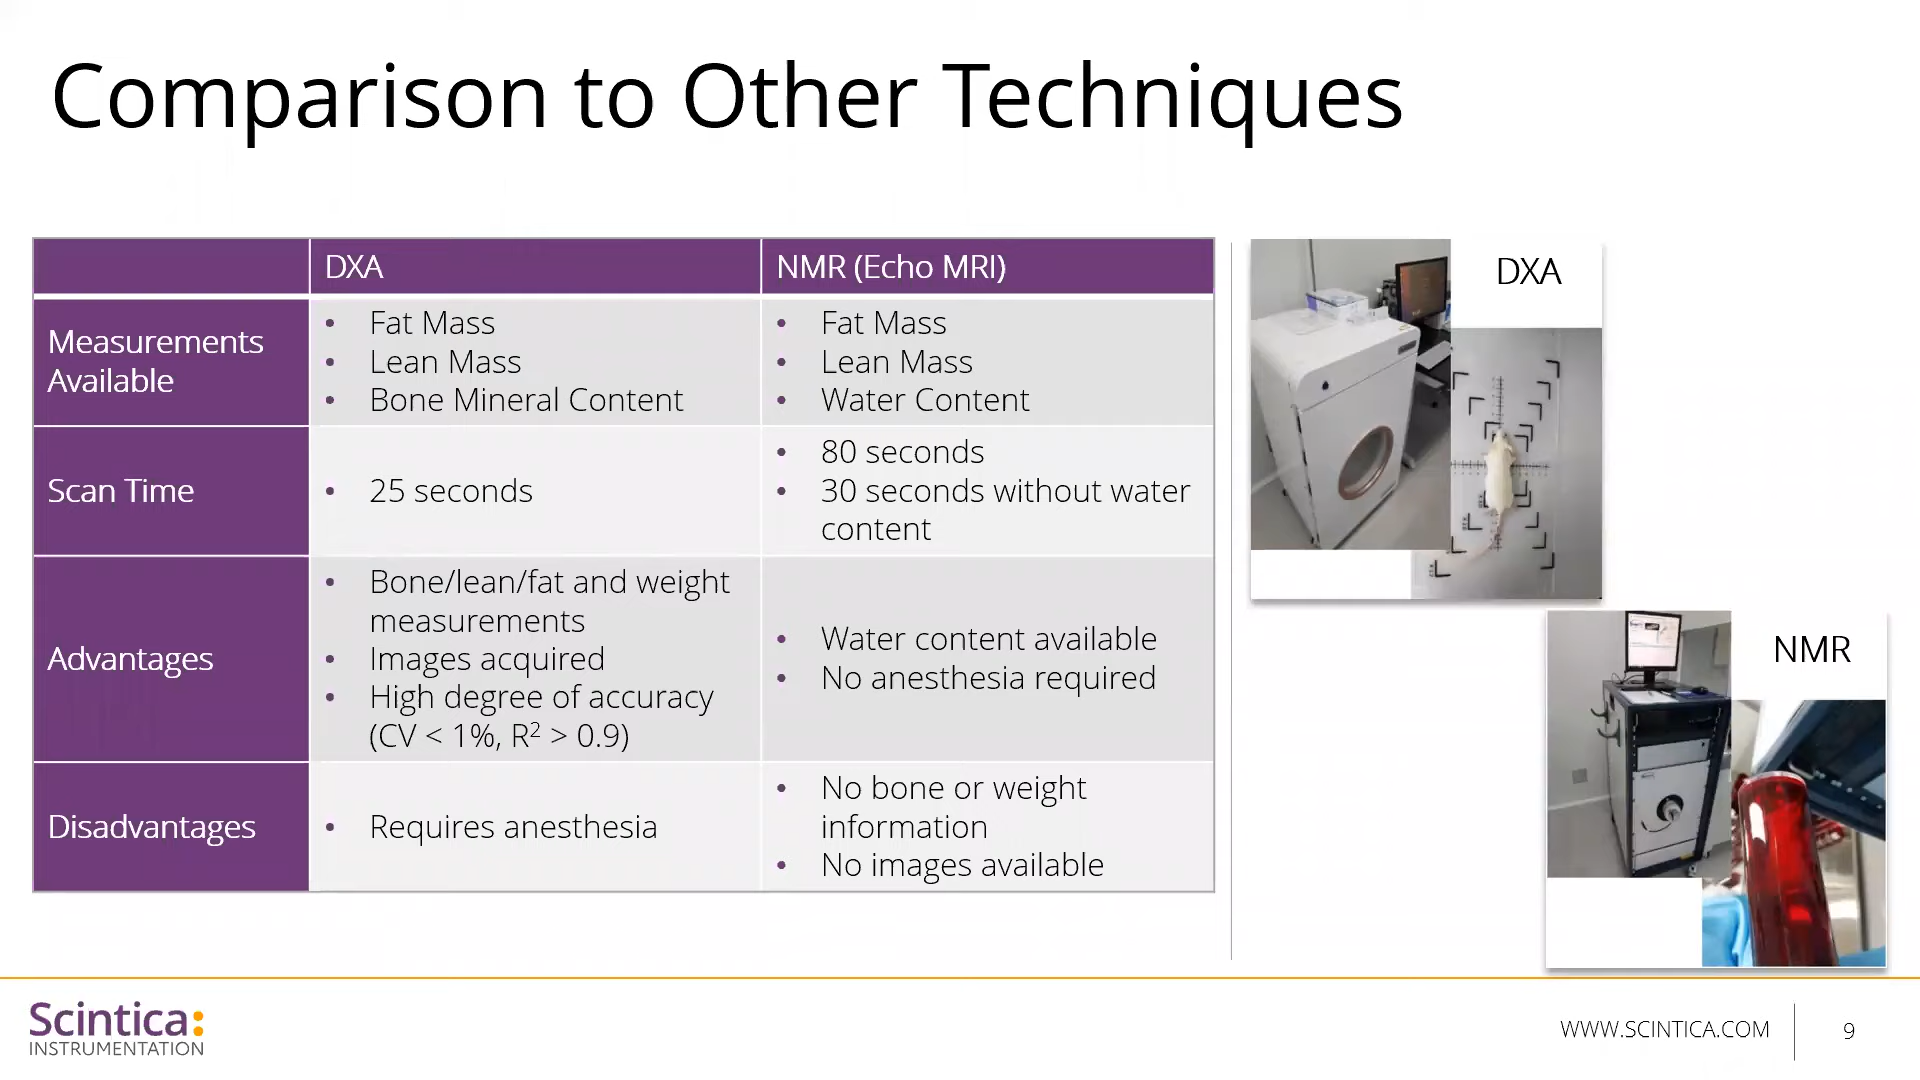 Comparison to Other Techniques
DXA
NMR (Echo MRI)
Measurements
Available
• Fat Mass
• Lean Mass
• Bone Mineral Content
• Fat Mass
• Lean Mass
• Water Content
Scan Time
• 25 seconds
• 80 seconds
• 30 seconds without water
content
Advantages
• Bone/lean/fat and weight
measurements
• Images acquired
• High degree of accuracy
(CV < 1%, R² > 0.9)
• Water content available
• No anesthesia required
Disadvantages
• Requires anesthesia
• No bone or weight
information
• No images available
DXA
NMR
Scintica:
INSTRUMENTATION
WWW.SCINTICA.COM
9